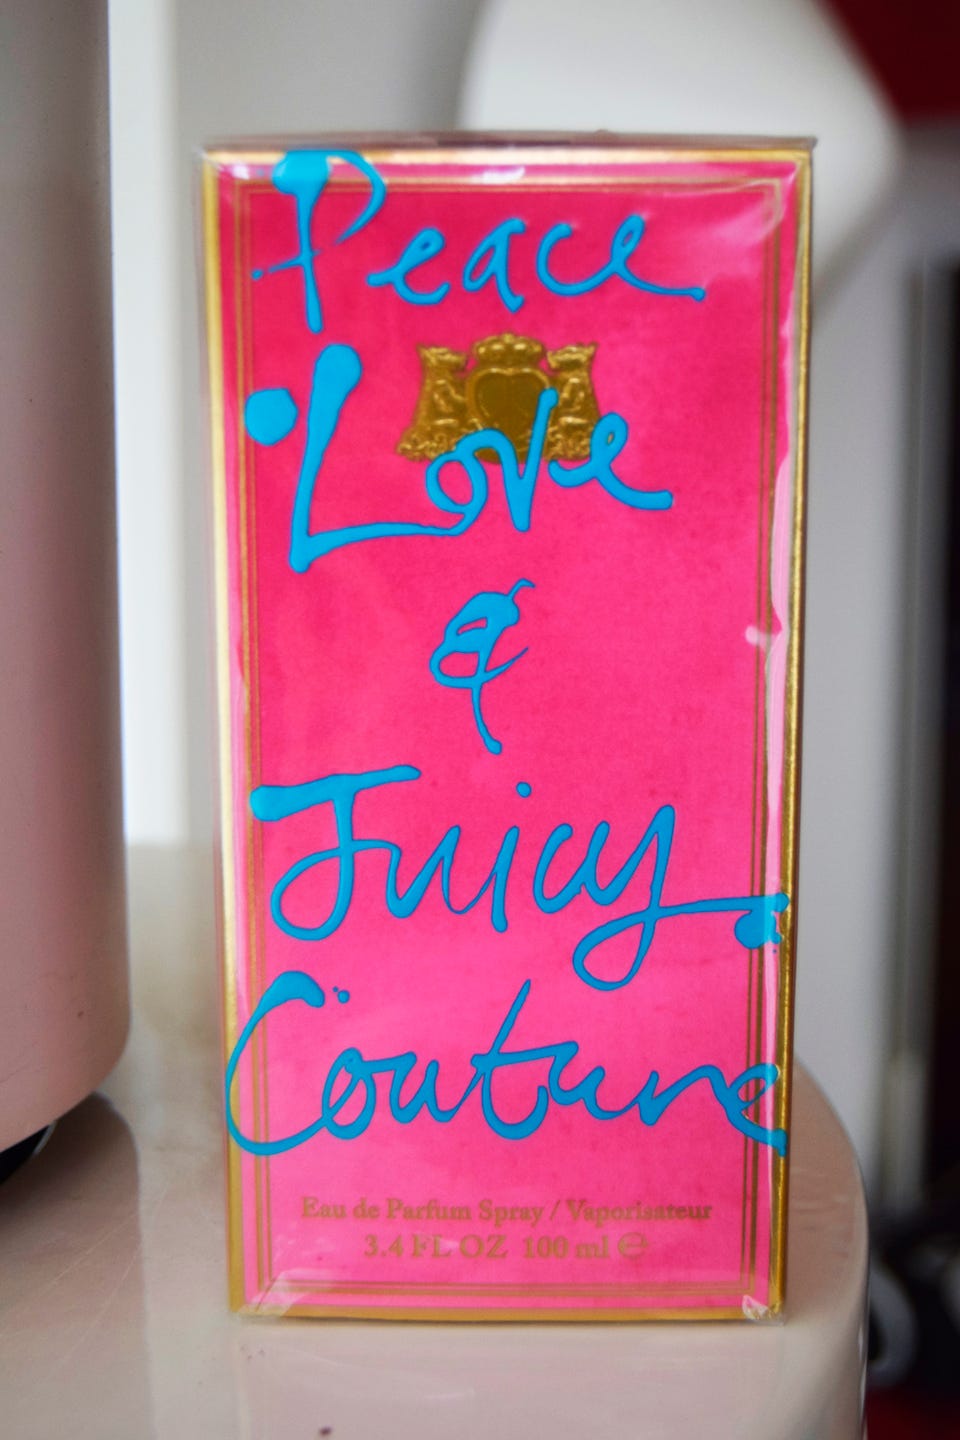 Peace
Love
&
Juicy
Couture
Eau de Parfum Spray / Vaporisateur
3.4 FL OZ 100 ml ℮